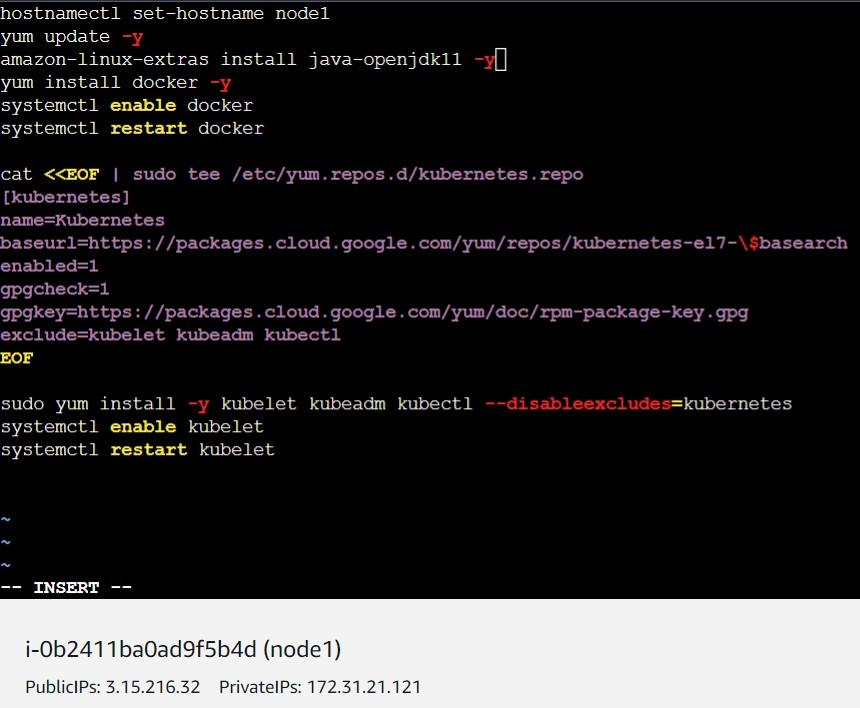 hostnamectl set-hostname node1
yum update -y
amazon-linux-extras install java-openjdk11 -y
yum install docker -y
systemctl enable docker
systemctl restart docker
cat <<EOF | sudo tee /etc/yum.repos.d/kubernetes.repo
[kubernetes]
name=Kubernetes
baseurl=https://packages.cloud.google.com/yum/repos/kubernetes-el7-\$basearch
enabled=1
gpgcheck=1
gpgkey=https://packages.cloud.google.com/yum/doc/rpm-package-key.gpg
exclude=kubelet kubeadm kubectl
EOF
sudo yum install -y kubelet kubeadm kubectl --disableexcludes=kubernetes
systemctl enable kubelet
systemctl restart kubelet
~
~
~
-- INSERT --
i-0b2411ba0ad9f5b4d (node1)
PublicIPs: 3.15.216.32 PrivateIPs: 172.31.21.121